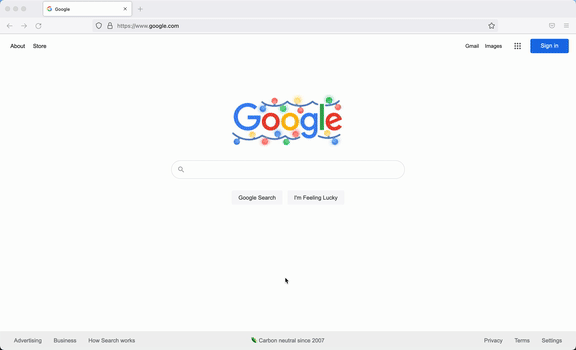 Google
https://www.google.com
About Store Gmail Images Sign in
Google
Google Search I'm Feeling Lucky
Advertising Business How Search works Carbon neutral since 2007 Privacy Terms Settings